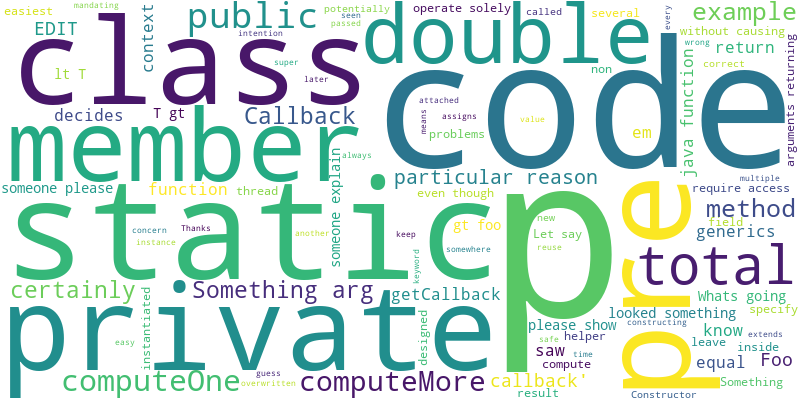 easiest
mandating
public
potentially
operate solely
called
several
example
EDIT
seen
passed
context
double
without causing
intention
class
return
wrong
lt T
super
non
correct
every
later
code
java function
arguments returning
decides
T gt
Callback
attached
assigns
means
value
em
member
problems
always
someone explain
particular reason
someone please
function
thread
even though
pre
multiple
require access
static
p
new
method
field
concern
Thanks
another
keep
gt foo
Let say
generics
instance
somewhere
reuse
total
certainly
Something arg
getCallback
keyword
Whats going
specify
private
instantiated
designed
looked something
please show
constructing
know
extends
easy
safe
helper
leave
inside
saw
time
equal
Foo
compute
guess
computeOne
overwritten
computeMore
callback'
result
Something
Constructor